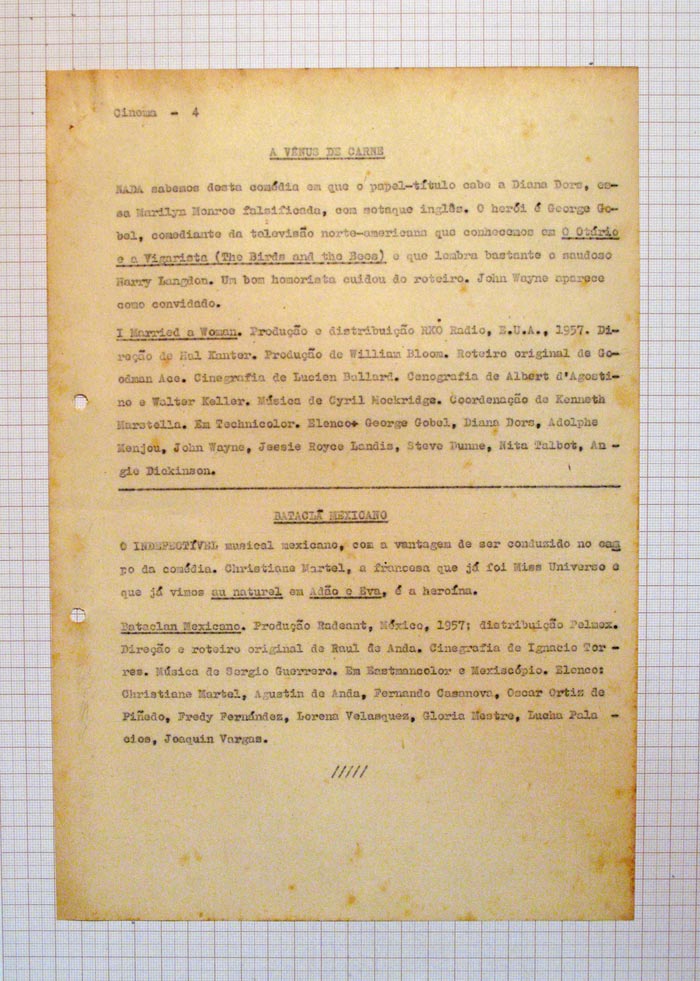 Cinema - 4
A VÊNUS DE CARNE
NADA sabemos desta comédia em que o papel-título cabe a Diana Dors, es-
sa Marilyn Monroe falsificada, com sotaque inglês. O herói é George Go-
bel, comediante da televisão norte-americana que conhecemos em O Otário
e a Vigarista (The Birds and the Bees) e que lembra bastante o saudoso
Harry Langdon. Um bom humorista cuidou do roteiro. John Wayne aparece
como convidado.
I Married a Woman. Produção e distribuição RKO Radio, E.U.A., 1957. Di-
reção de Hal Kanter. Produção de William Bloom. Roteiro original de Go-
odman Ace. Cinegrafia de Lucien Ballard. Cenografia de Albert d'Agosti-
no e Walter Keller. Música de Cyril Mockridge. Coordenação de Kenneth
Marstella. Em Technicolor. Elenco+ George Gobel, Diana Dors, Adolphe
Menjou, John Wayne, Jessie Royce Landis, Steve Dunne, Nita Talbot, An -
gie Dickinson.
BATACLÃ MEXICANO
O INDEFECTÍVEL musical mexicano, com a vantagem de ser conduzido no cam
po da comédia. Christiane Martel, a francesa que já foi Miss Universo e
que já vimos au naturel em Adão e Eva, é a heroína.
Bataclan Mexicano. Produção Radeant, México, 1957; distribuição Pelmex.
Direção e roteiro original de Raul de Anda. Cinegrafia de Ignacio Tor -
res. Música de Sergio Guerrero. Em Eastmancolor e Mexiscópio. Elenco:
Christiane Martel, Agustin de Anda, Fernando Casanova, Oscar Ortiz de
Piñedo, Fredy Fernández, Lorena Velasquez, Gloria Mestre, Lucha Pala -
cios, Joaquin Vargas.
/////